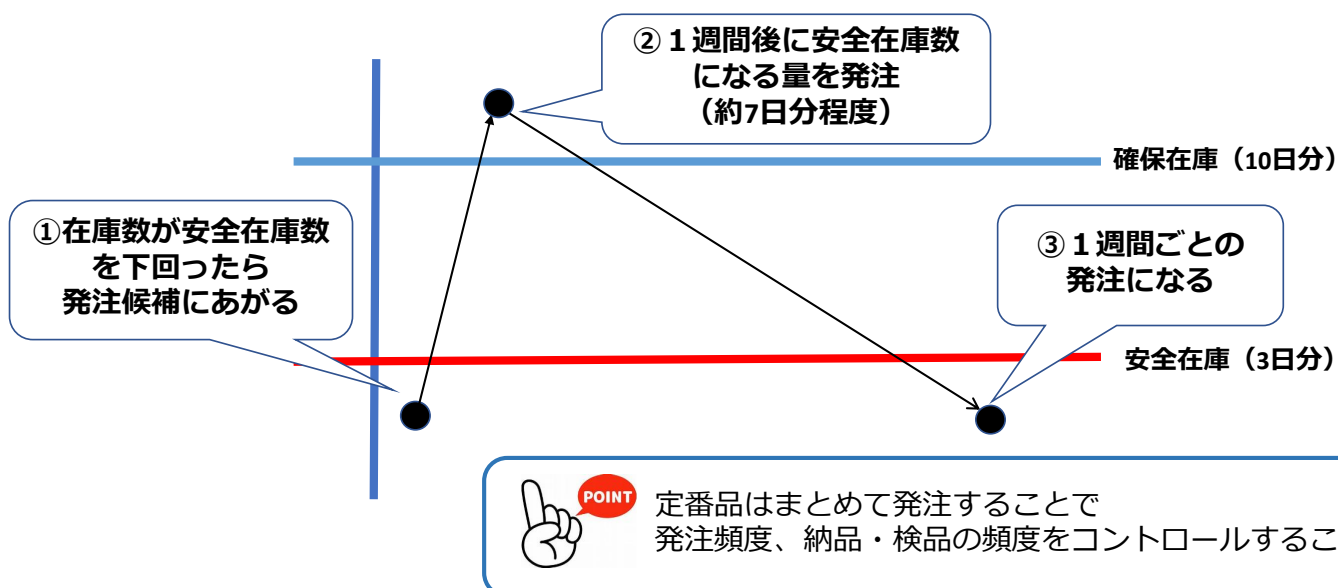 ②１週間後に安全在庫数
になる量を発注
（約7日分程度）
確保在庫（10日分）
①在庫数が安全在庫数
を下回ったら
発注候補にあがる
③１週間ごとの
発注になる
安全在庫（3日分）
POINT
定番品はまとめて発注することで
発注頻度、納品・検品の頻度をコントロールするこ